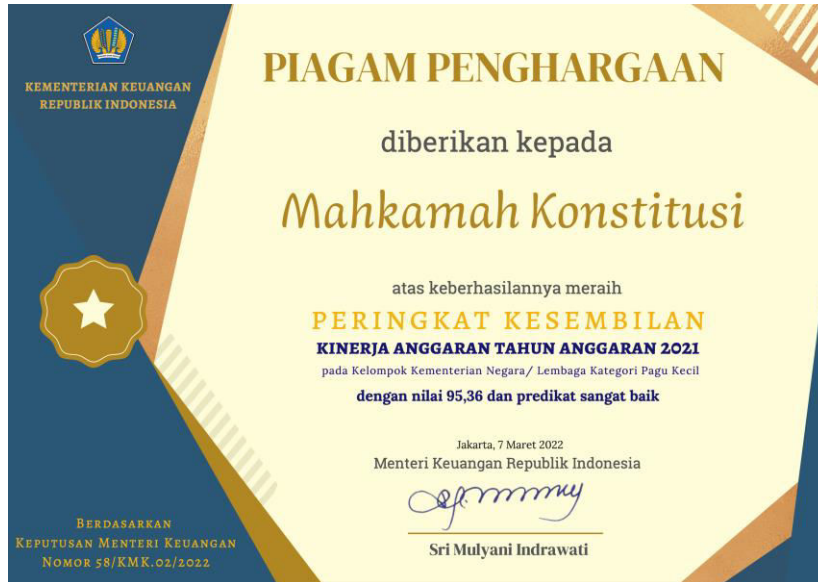 KEMENTERIAN KEUANGAN
REPUBLIK INDONESIA
PIAGAM PENGHARGAAN
diberikan kepada
Mahkamah Konstitusi
atas keberhasilannya meraih
PERINGKAT KESEMBILAN
KINERJA ANGGARAN TAHUN ANGGARAN 2021
pada Kelompok Kementerian Negara/ Lembaga Kategori Pagu Kecil
dengan nilai 95,36 dan predikat sangat baik
Jakarta, 7 Maret 2022
Menteri Keuangan Republik Indonesia
Sri Mulyani Indrawati
BERDASARKAN
KEPUTUSAN MENTERI KEUANGAN
NOMOR 58/KMK.02/2022